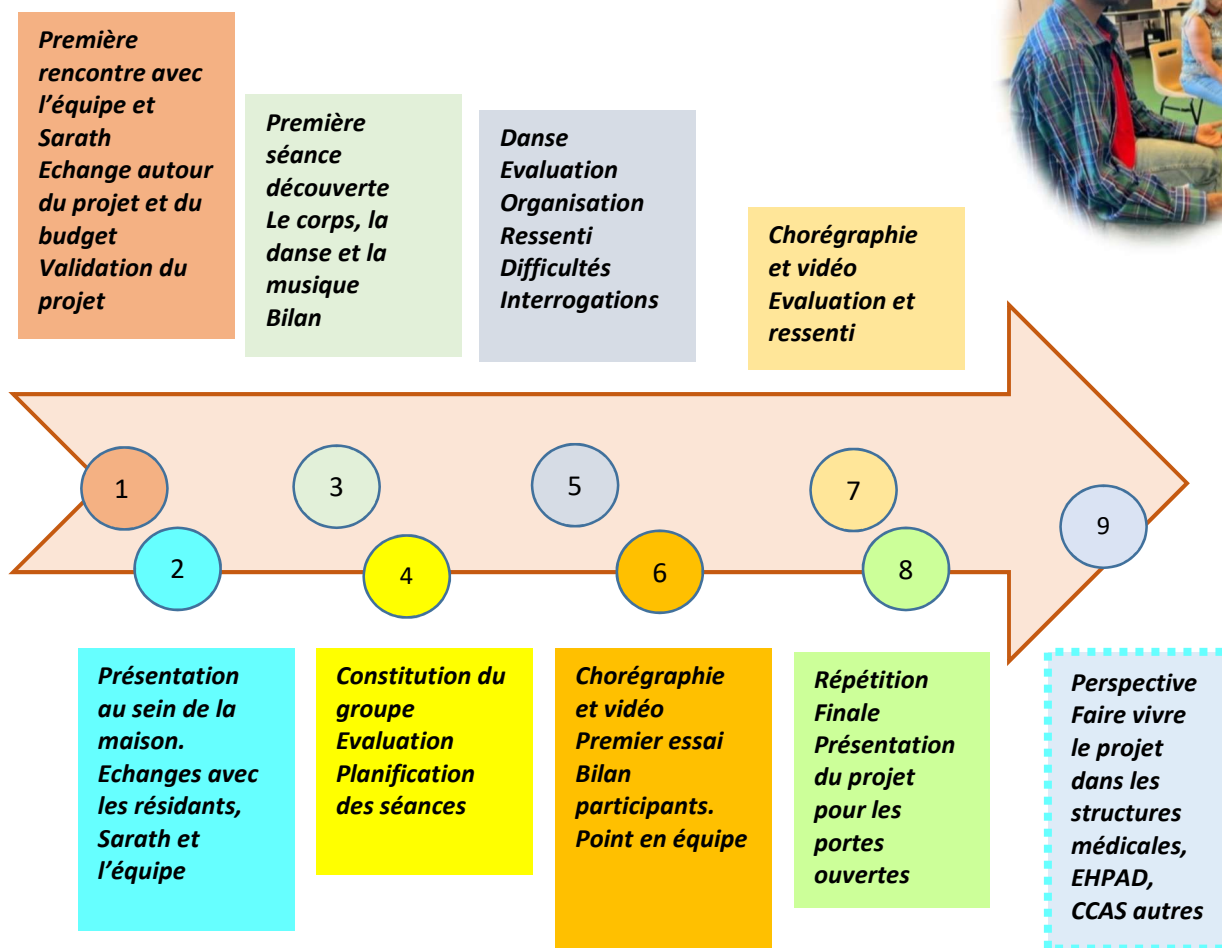 Première
rencontre avec
l’équipe et
Sarath
Echange autour
du projet et du
budget
Validation du
projet
Première
séance
découverte
Le corps, la
danse et la
musique
Bilan
Danse
Evaluation
Organisation
Ressenti
Difficultés
Interrogations
Chorégraphie
et vidéo
Evaluation et
ressenti
1
3
5
7
9
2
4
6
8
Présentation
au sein de la
maison.
Echanges avec
les résidants,
Sarath et
l’équipe
Constitution du
groupe
Evaluation
Planification
des séances
Chorégraphie
et vidéo
Premier essai
Bilan
participants.
Point en équipe
Répétition
Finale
Présentation
du projet
pour les
portes
ouvertes
Perspective
Faire vivre
le projet
dans les
structures
médicales,
EHPAD,
CCAS autres